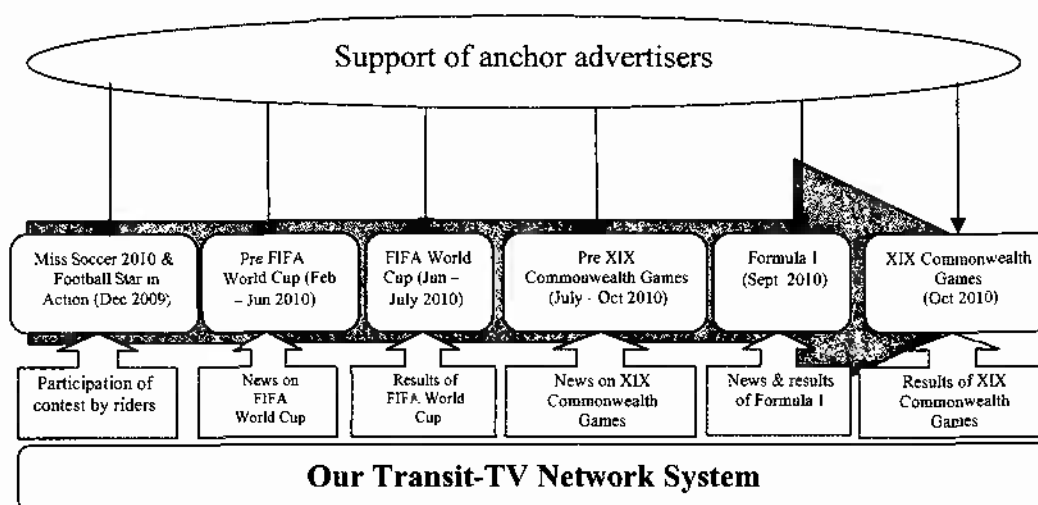 Support of anchor advertisers
Miss Soccer 2010 &
Football Star in
Action (Dec 2009)
Pre FIFA
World Cup (Feb
– Jun 2010)
FIFA World
Cup (Jun –
July 2010)
Pre XIX
Commonwealth Games
(July - Oct 2010)
Formula 1
(Sept 2010)
XIX Commonwealth
Games
(Oct 2010)
Participation of
contest by riders
News on
FIFA
World Cup
Results of
FIFA World
Cup
News on XIX
Commonwealth
Games
News & results
of Formula 1
Results of XIX
Commonwealth
Games
Our Transit-TV Network System